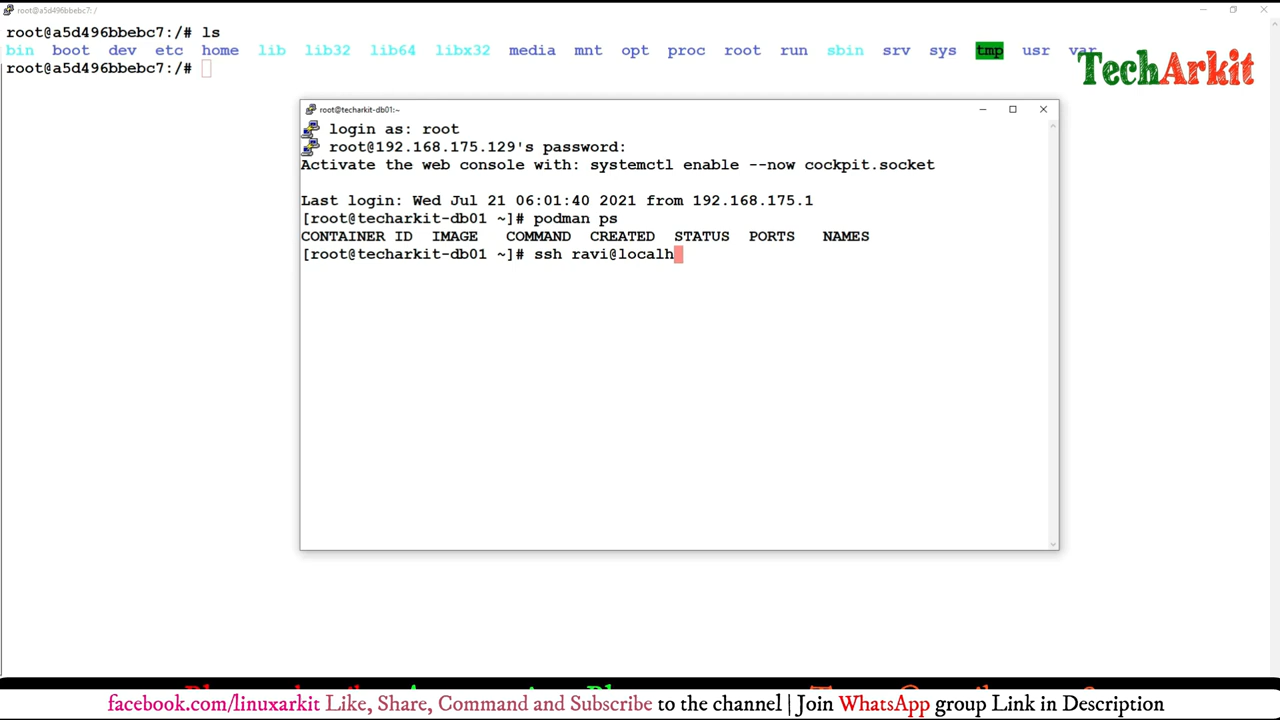 root@a5d496bbebc7: /
root@a5d496bbebc7:/# ls
bin boot dev etc home lib lib32 lib64 libx32 media mnt opt proc root run sbin srv sys tmp usr var
root@a5d496bbebc7:/#
TechArkit
root@techarkit-db01:~
login as: root
root@192.168.175.129's password:
Activate the web console with: systemctl enable --now cockpit.socket
Last login: Wed Jul 21 06:01:40 2021 from 192.168.175.1
[root@techarkit-db01 ~]# podman ps
CONTAINER ID IMAGE COMMAND CREATED STATUS PORTS NAMES
[root@techarkit-db01 ~]# ssh ravi@localh
facebook.com/linuxarkit Like, Share, Command and Subscribe to the channel | Join WhatsApp group Link in Description